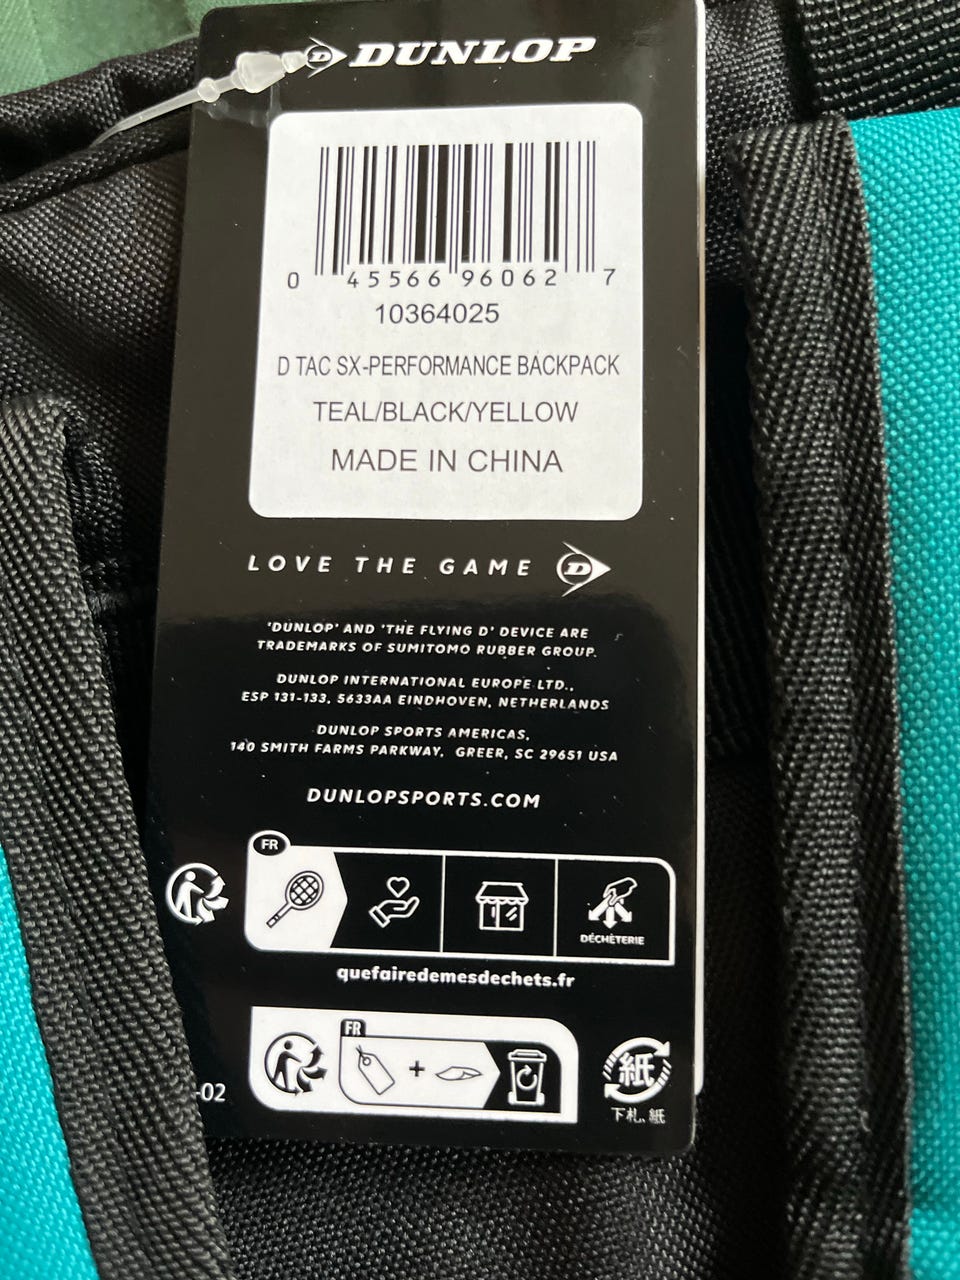 DUNLOP
0 45566 96062 7
10364025
D TAC SX-PERFORMANCE BACKPACK
TEAL/BLACK/YELLOW
MADE IN CHINA
LOVE THE GAME D
'DUNLOP' AND 'THE FLYING D' DEVICE ARE
TRADEMARKS OF SUMITOMO RUBBER GROUP.
DUNLOP INTERNATIONAL EUROPE LTD.,
ESP 131-133, 5633AA EINDHOVEN, NETHERLANDS
DUNLOP SPORTS AMERICAS,
140 SMITH FARMS PARKWAY, GREER, SC 29651 USA
DUNLOPSPORTS.COM
FR
DÉCHÈTERIE
quefairedemesdechets.fr
FR
+
-02
紙
下札、紙